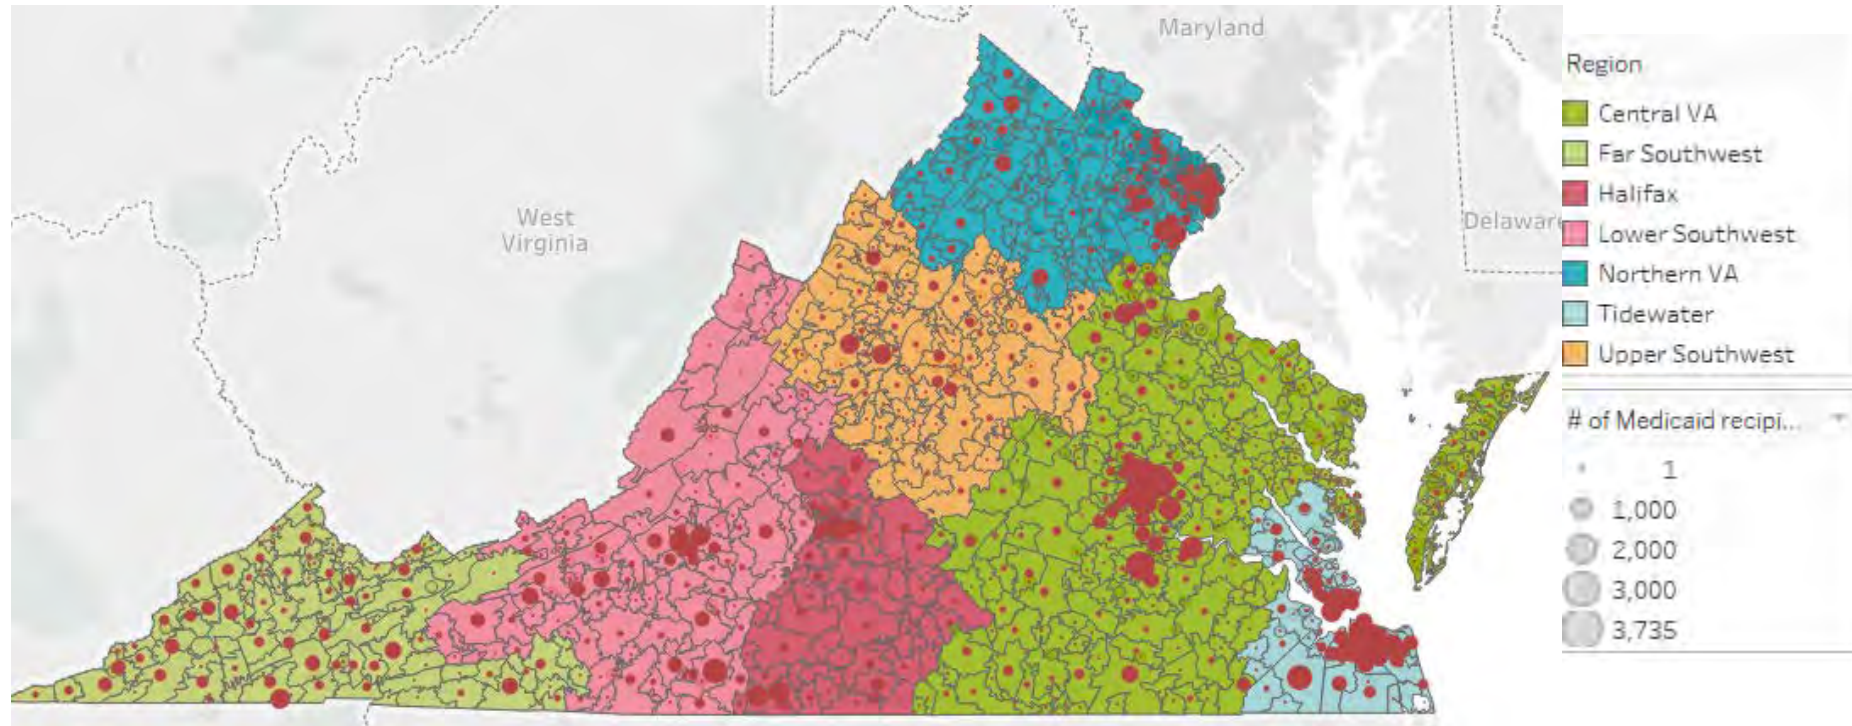 Maryland
West
Virginia
Delaware
Region
Central VA
Far Southwest
Halifax
Lower Southwest
Northern VA
Tidewater
Upper Southwest
# of Medicaid recipi...
1
1,000
2,000
3,000
3,735